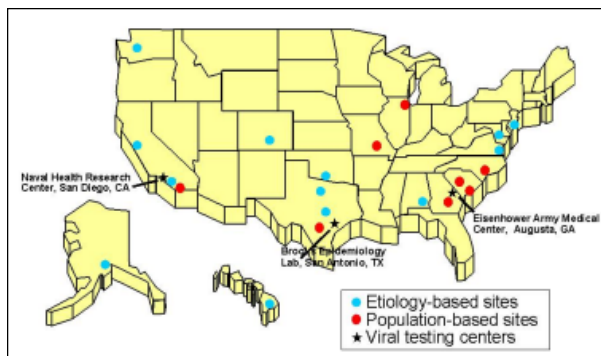 Naval Health Research
Center, San Diego, CA
Eisenhower Army Medical
Center, Augusta, GA
Brooks Epidemiology
Lab, San Antonio, TX
Etiology-based sites
Population-based sites
Viral testing centers